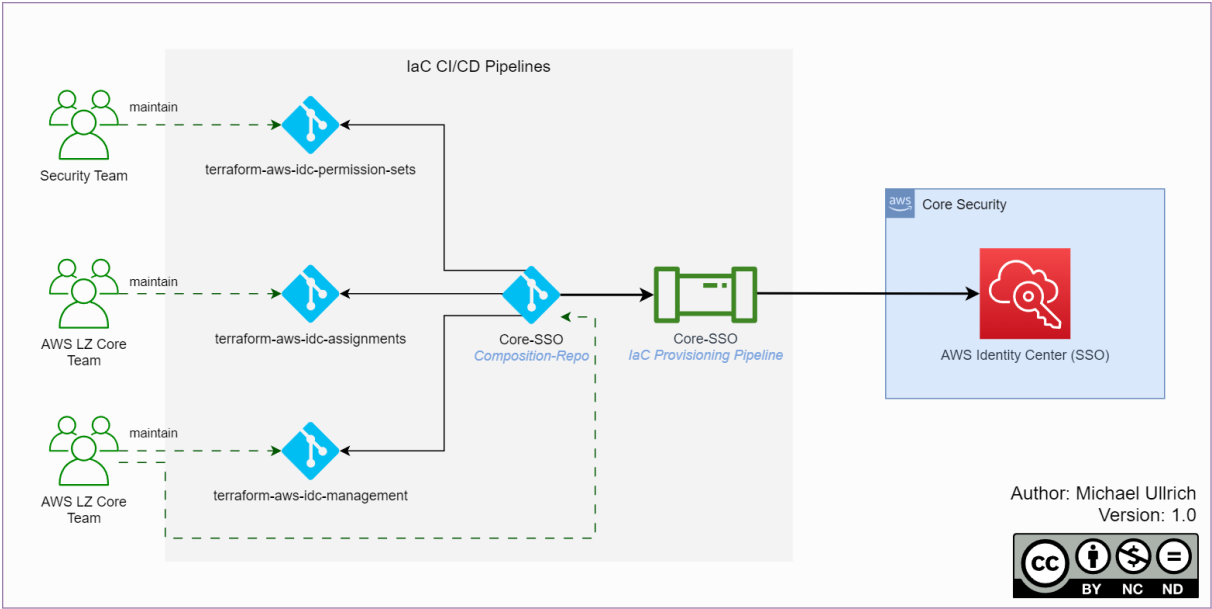 IaC CI/CD Pipelines
maintain
Security Team
terraform-aws-idc-permission-sets
aws
Core Security
maintain
AWS LZ Core
Team
terraform-aws-idc-assignments
Core-SSO
Composition-Repo
Core-SSO
IaC Provisioning Pipeline
AWS Identity Center (SSO)
maintain
AWS LZ Core
Team
terraform-aws-idc-management
Author: Michael Ullrich
Version: 1.0
cc
BY NC ND